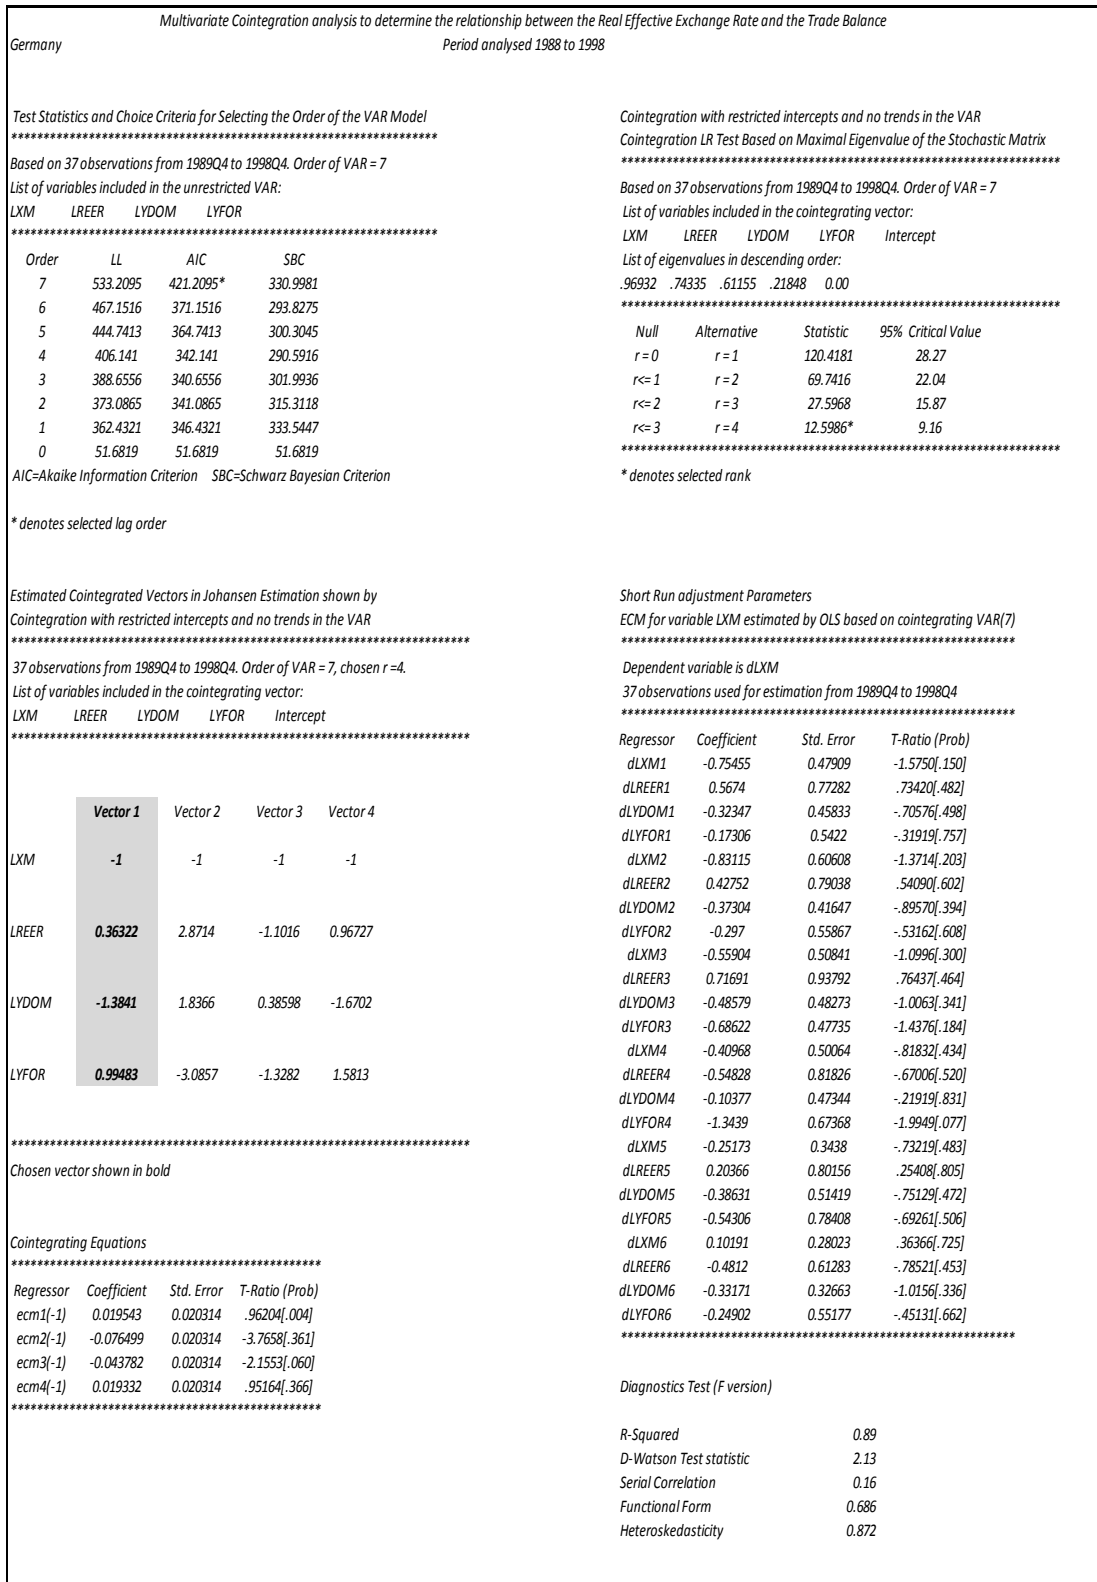 Multivariate Cointegration analysis to determine the relationship between the Real Effective Exchange Rate and the Trade Balance
Germany Period analysed 1988 to 1998
Test Statistics and Choice Criteria for Selecting the Order of the VAR Model
******************************************************************
Based on 37 observations from 1989Q4 to 1998Q4. Order of VAR = 7
List of variables included in the unrestricted VAR:
LXM LREER LYDOM LYFOR
******************************************************************
Order LL AIC SBC
7 533.2095 421.2095* 330.9981
6 467.1516 371.1516 293.8275
5 444.7413 364.7413 300.3045
4 406.141 342.141 290.5916
3 388.6556 340.6556 301.9936
2 373.0865 341.0865 315.3118
1 362.4321 346.4321 333.5447
0 51.6819 51.6819 51.6819
AIC=Akaike Information Criterion SBC=Schwarz Bayesian Criterion
* denotes selected lag order
Cointegration with restricted intercepts and no trends in the VAR
Cointegration LR Test Based on Maximal Eigenvalue of the Stochastic Matrix
********************************************************************
Based on 37 observations from 1989Q4 to 1998Q4. Order of VAR = 7
List of variables included in the cointegrating vector:
LXM LREER LYDOM LYFOR Intercept
List of eigenvalues in descending order:
.96932 .74335 .61155 .21848 0.00
********************************************************************
Null Alternative Statistic 95% Critical Value
r = 0 r = 1 120.4181 28.27
r<= 1 r = 2 69.7416 22.04
r<= 2 r = 3 27.5968 15.87
r<= 3 r = 4 12.5986* 9.16
********************************************************************
* denotes selected rank
Estimated Cointegrated Vectors in Johansen Estimation shown by
Cointegration with restricted intercepts and no trends in the VAR
***********************************************************************
37 observations from 1989Q4 to 1998Q4. Order of VAR = 7, chosen r =4.
List of variables included in the cointegrating vector:
LXM LREER LYDOM LYFOR Intercept
***********************************************************************
Vector 1 Vector 2 Vector 3 Vector 4
LXM -1 -1 -1 -1
LREER 0.36322 2.8714 -1.1016 0.96727
LYDOM -1.3841 1.8366 0.38598 -1.6702
LYFOR 0.99483 -3.0857 -1.3282 1.5813
***********************************************************************
Chosen vector shown in bold
Cointegrating Equations
************************************************
Regressor Coefficient Std. Error T-Ratio (Prob)
ecm1(-1) 0.019543 0.020314 .96204[.004]
ecm2(-1) -0.076499 0.020314 -3.7658[.361]
ecm3(-1) -0.043782 0.020314 -2.1553[.060]
ecm4(-1) 0.019332 0.020314 .95164[.366]
************************************************
Short Run adjustment Parameters
ECM for variable LXM estimated by OLS based on cointegrating VAR(7)
*************************************************************
Dependent variable is dLXM
37 observations used for estimation from 1989Q4 to 1998Q4
*************************************************************
Regressor Coefficient Std. Error T-Ratio (Prob)
dLXM1 -0.75455 0.47909 -1.5750[.150]
dLREER1 0.5674 0.77282 .73420[.482]
dLYDOM1 -0.32347 0.45833 -.70576[.498]
dLYFOR1 -0.17306 0.5422 -.31919[.757]
dLXM2 -0.83115 0.60608 -1.3714[.203]
dLREER2 0.42752 0.79038 .54090[.602]
dLYDOM2 -0.37304 0.41647 -.89570[.394]
dLYFOR2 -0.297 0.55867 -.53162[.608]
dLXM3 -0.55904 0.50841 -1.0996[.300]
dLREER3 0.71691 0.93792 .76437[.464]
dLYDOM3 -0.48579 0.48273 -1.0063[.341]
dLYFOR3 -0.68622 0.47735 -1.4376[.184]
dLXM4 -0.40968 0.50064 -.81832[.434]
dLREER4 -0.54828 0.81826 -.67006[.520]
dLYDOM4 -0.10377 0.47344 -.21919[.831]
dLYFOR4 -1.3439 0.67368 -1.9949[.077]
dLXM5 -0.25173 0.3438 -.73219[.483]
dLREER5 0.20366 0.80156 .25408[.805]
dLYDOM5 -0.38631 0.51419 -.75129[.472]
dLYFOR5 -0.54306 0.78408 -.69261[.506]
dLXM6 0.10191 0.28023 .36366[.725]
dLREER6 -0.4812 0.61283 -.78521[.453]
dLYDOM6 -0.33171 0.32663 -1.0156[.336]
dLYFOR6 -0.24902 0.55177 -.45131[.662]
*************************************************************
Diagnostics Test (F version)
R-Squared 0.89
D-Watson Test statistic 2.13
Serial Correlation 0.16
Functional Form 0.686
Heteroskedasticity 0.872